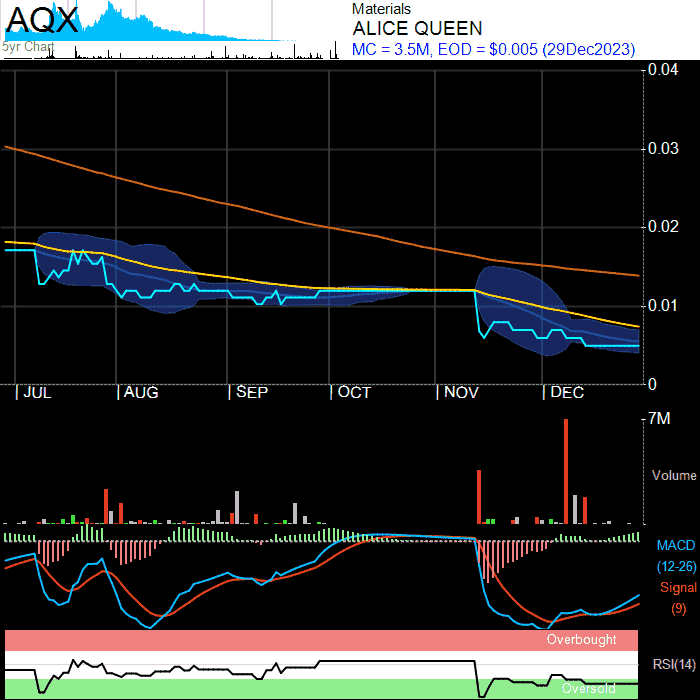 AQX
5yr Chart
Materials
ALICE QUEEN
MC = 3.5M, EOD = $0.005 (29Dec2023)
0.04
0.03
0.02
0.01
0
JUL AUG SEP OCT NOV DEC
7M
Volume
MACD
(12-26)
Signal
(9)
Overbought
RSI(14)
Oversold